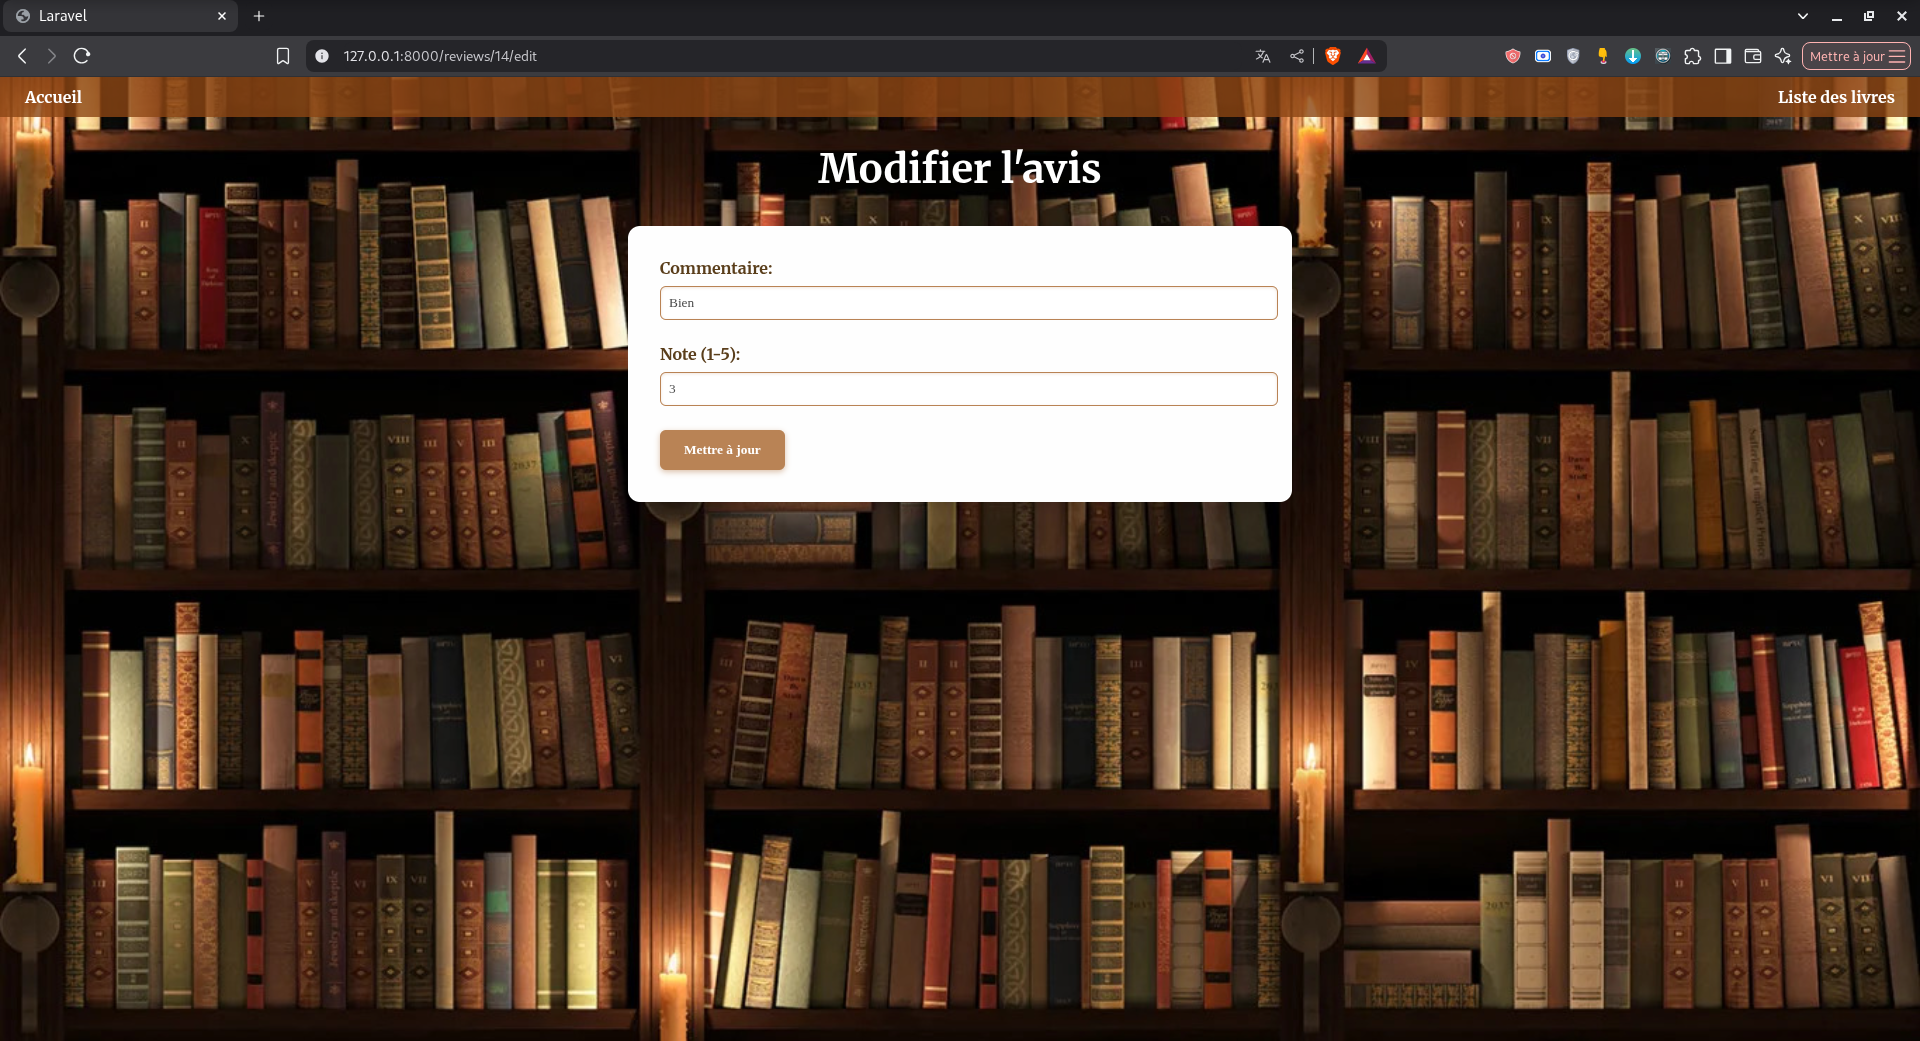 Laravel
127.0.0.1:8000/reviews/14/edit
Mettre à jour
Accueil
Liste des livres
Modifier l'avis
Commentaire:
Bien
Note (1-5):
3
Mettre à jour